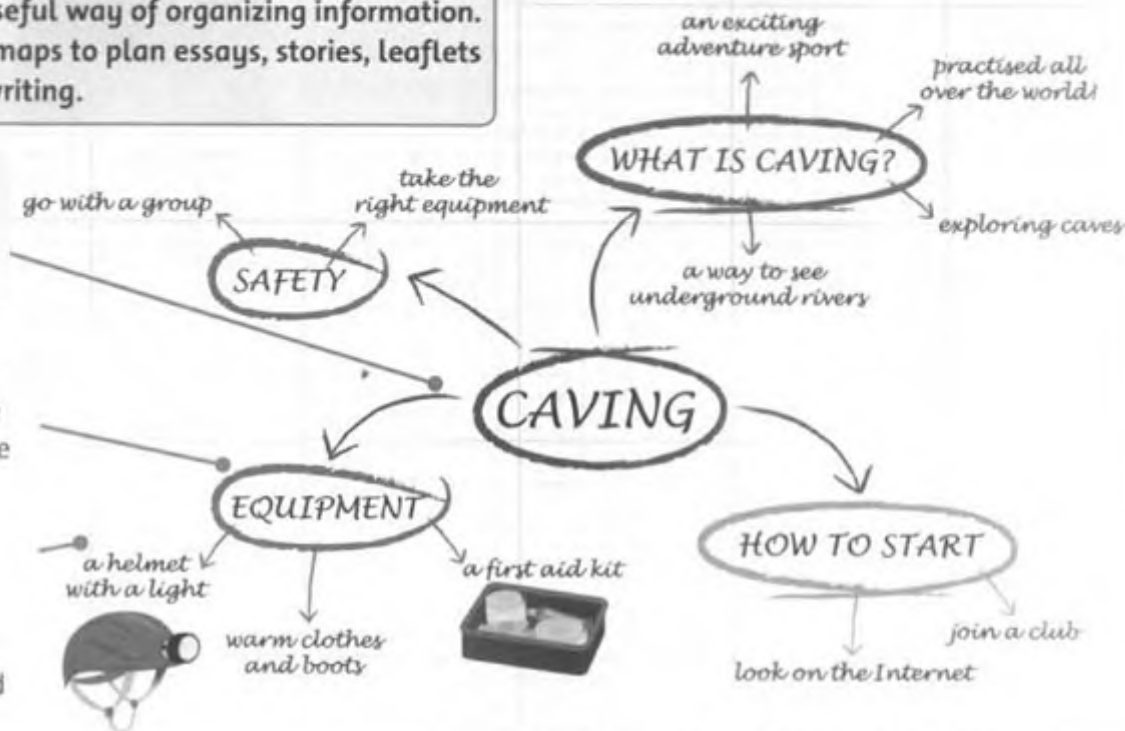 seful way of organizing information.
maps to plan essays, stories, leaflets
writing.
an exciting
adventure sport
practised all
over the world!
WHAT IS CAVING?
exploring caves
a way to see
underground rivers
go with a group
take the
right equipment
SAFETY
CAVING
EQUIPMENT
a helmet
with a light
warm clothes
and boots
a first aid kit
HOW TO START
join a club
look on the Internet